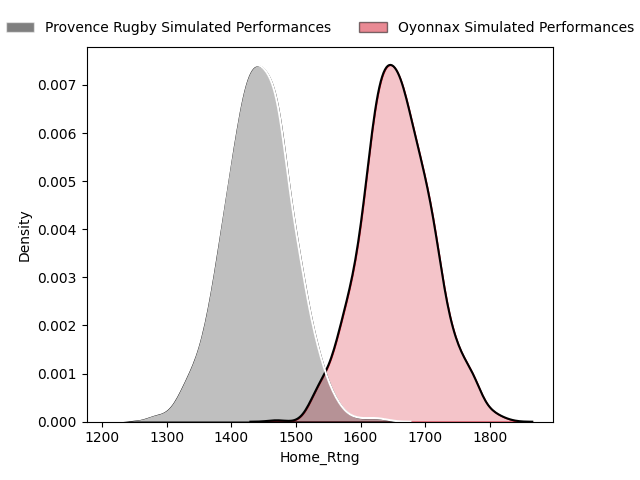 Provence Rugby Simulated Performances
Oyonnax Simulated Performances
0.007
0.006
0.005
0.004
0.003
0.002
0.001
0.000
Density
1200 1300 1400 1500 1600 1700 1800
Home_Rtng